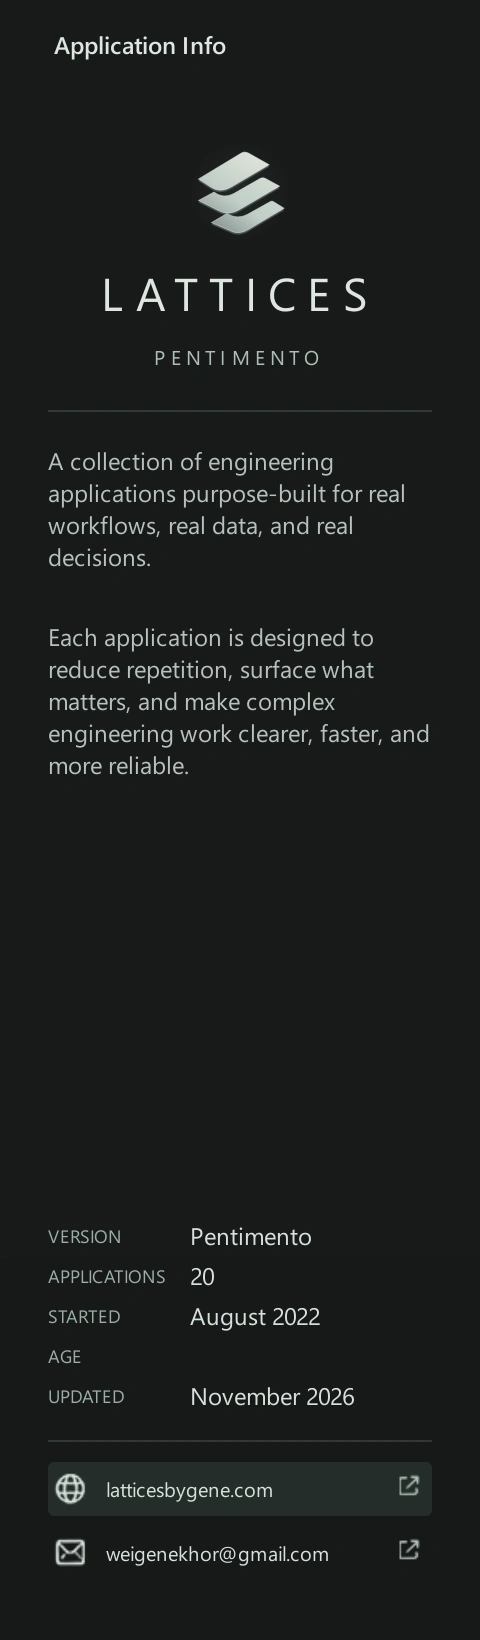 Application Info
LATTICES
PENTIMENTO
A collection of engineering
applications purpose-built for real
workflows, real data, and real
decisions.
Each application is designed to
reduce repetition, surface what
matters, and make complex
engineering work clearer, faster, and
more reliable.
VERSION Pentimento
APPLICATIONS 20
STARTED August 2022
AGE
UPDATED November 2026
latticesbygene.com
weigenekhor@gmail.com